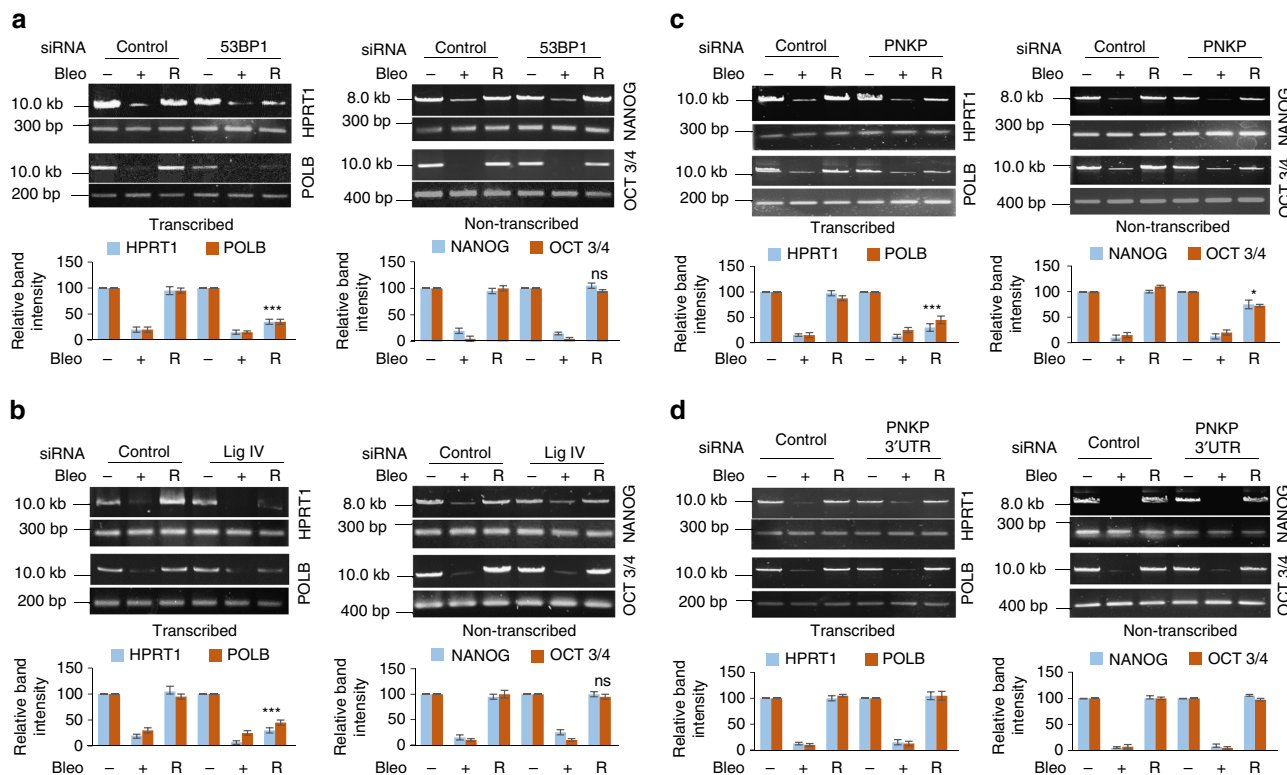 a
siRNA Control 53BP1
Bleo – + R – + R
10.0 kb
300 bp
HPRT1
10.0 kb
200 bp
POLB
Transcribed
HPRT1 POLB
Relative band intensity
150
100
50
0
***
Bleo – + R – + R
siRNA Control 53BP1
Bleo – + R – + R
8.0 kb
300 bp
NANOG
10.0 kb
400 bp
OCT 3/4
Non-transcribed
NANOG OCT 3/4
Relative band intensity
150
100
50
0
ns
Bleo – + R – + R
b
siRNA Control Lig IV
Bleo – + R – + R
10.0 kb
300 bp
HPRT1
10.0 kb
200 bp
POLB
Transcribed
HPRT1 POLB
Relative band intensity
150
100
50
0
***
Bleo – + R – + R
siRNA Control Lig IV
Bleo – + R – + R
8.0 kb
300 bp
NANOG
10.0 kb
400 bp
OCT 3/4
Non-transcribed
NANOG OCT 3/4
Relative band intensity
150
100
50
0
ns
Bleo – + R – + R
c
siRNA Control PNKP
Bleo – + R – + R
10.0 kb
300 bp
HPRT1
10.0 kb
200 bp
POLB
Transcribed
HPRT1 POLB
Relative band intensity
150
100
50
0
***
Bleo – + R – + R
siRNA Control PNKP
Bleo – + R – + R
8.0 kb
300 bp
NANOG
10.0 kb
400 bp
OCT 3/4
Non-transcribed
NANOG OCT 3/4
Relative band intensity
150
100
50
0
*
Bleo – + R – + R
d
siRNA Control PNKP 3′UTR
Bleo – + R – + R
10.0 kb
300 bp
HPRT1
10.0 kb
200 bp
POLB
Transcribed
HPRT1 POLB
Relative band intensity
150
100
50
0
Bleo – + R – + R
siRNA Control PNKP 3′UTR
Bleo – + R – + R
8.0 kb
300 bp
NANOG
10.0 kb
400 bp
OCT 3/4
Non-transcribed
NANOG OCT 3/4
Relative band intensity
150
100
50
0
Bleo – + R – + R